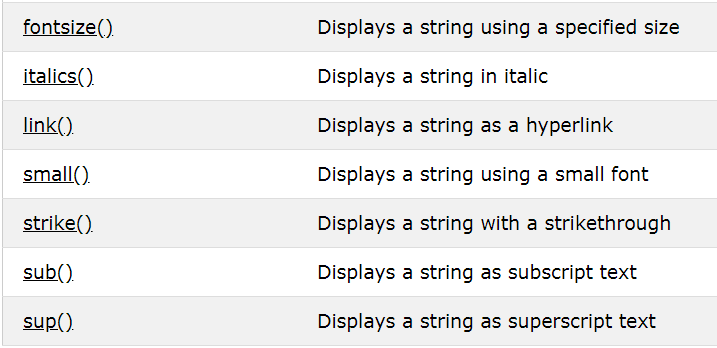 fontsize() Displays a string using a specified size
italics() Displays a string in italic
link() Displays a string as a hyperlink
small() Displays a string using a small font
strike() Displays a string with a strikethrough
sub() Displays a string as subscript text
sup() Displays a string as superscript text